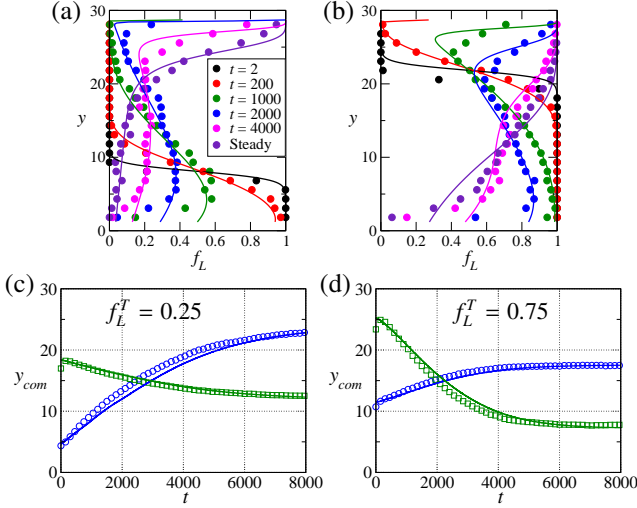 (a)
(b)
30
20
10
0
y
0 0.2 0.4 0.6 0.8 1
f_L
t = 2
t = 200
t = 1000
t = 2000
t = 4000
Steady
30
20
10
0
y
0 0.2 0.4 0.6 0.8 1
f_L
(c)
f_L^T = 0.25
30
20
10
0
y_com
0 2000 4000 6000 8000
t
(d)
f_L^T = 0.75
30
20
10
0
y_com
0 2000 4000 6000 8000
t